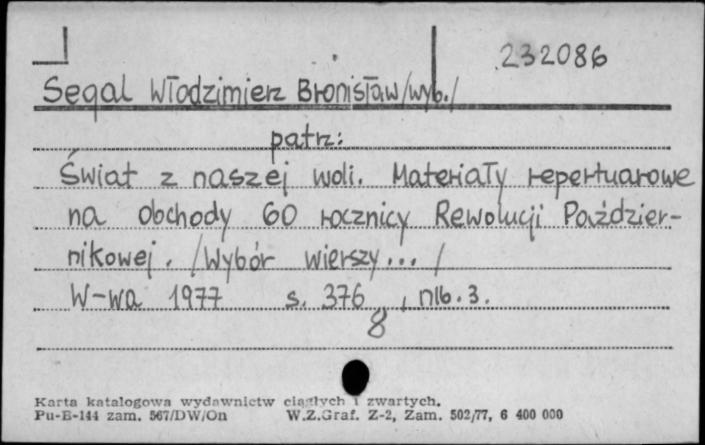 232086
Segal Włodzimierz Bronisław /wyb./
patrz:
Świat z naszej woli. Materiały repertuarowe
na obchody 60 rocznicy Rewolucji Paździer-
nikowej. /Wybór wierszy... /
W-wa 1977 s. 376, nlb. 3.
8
Karta katalogowa wydawnictw ciągłych i zwartych.
Pu-E-144 zam. 567/DW/On W.Z.Graf. Z-2, Zam. 502/77, 6 400 000